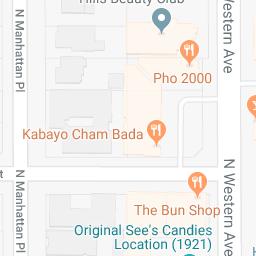 Hills Beauty Club
N Manhattan Pl
N Western Ave
Pho 2000
Kabayo Cham Bada
N Manhattan Pl
N Western Ave
The Bun Shop
Original See's Candies
Location (1921)